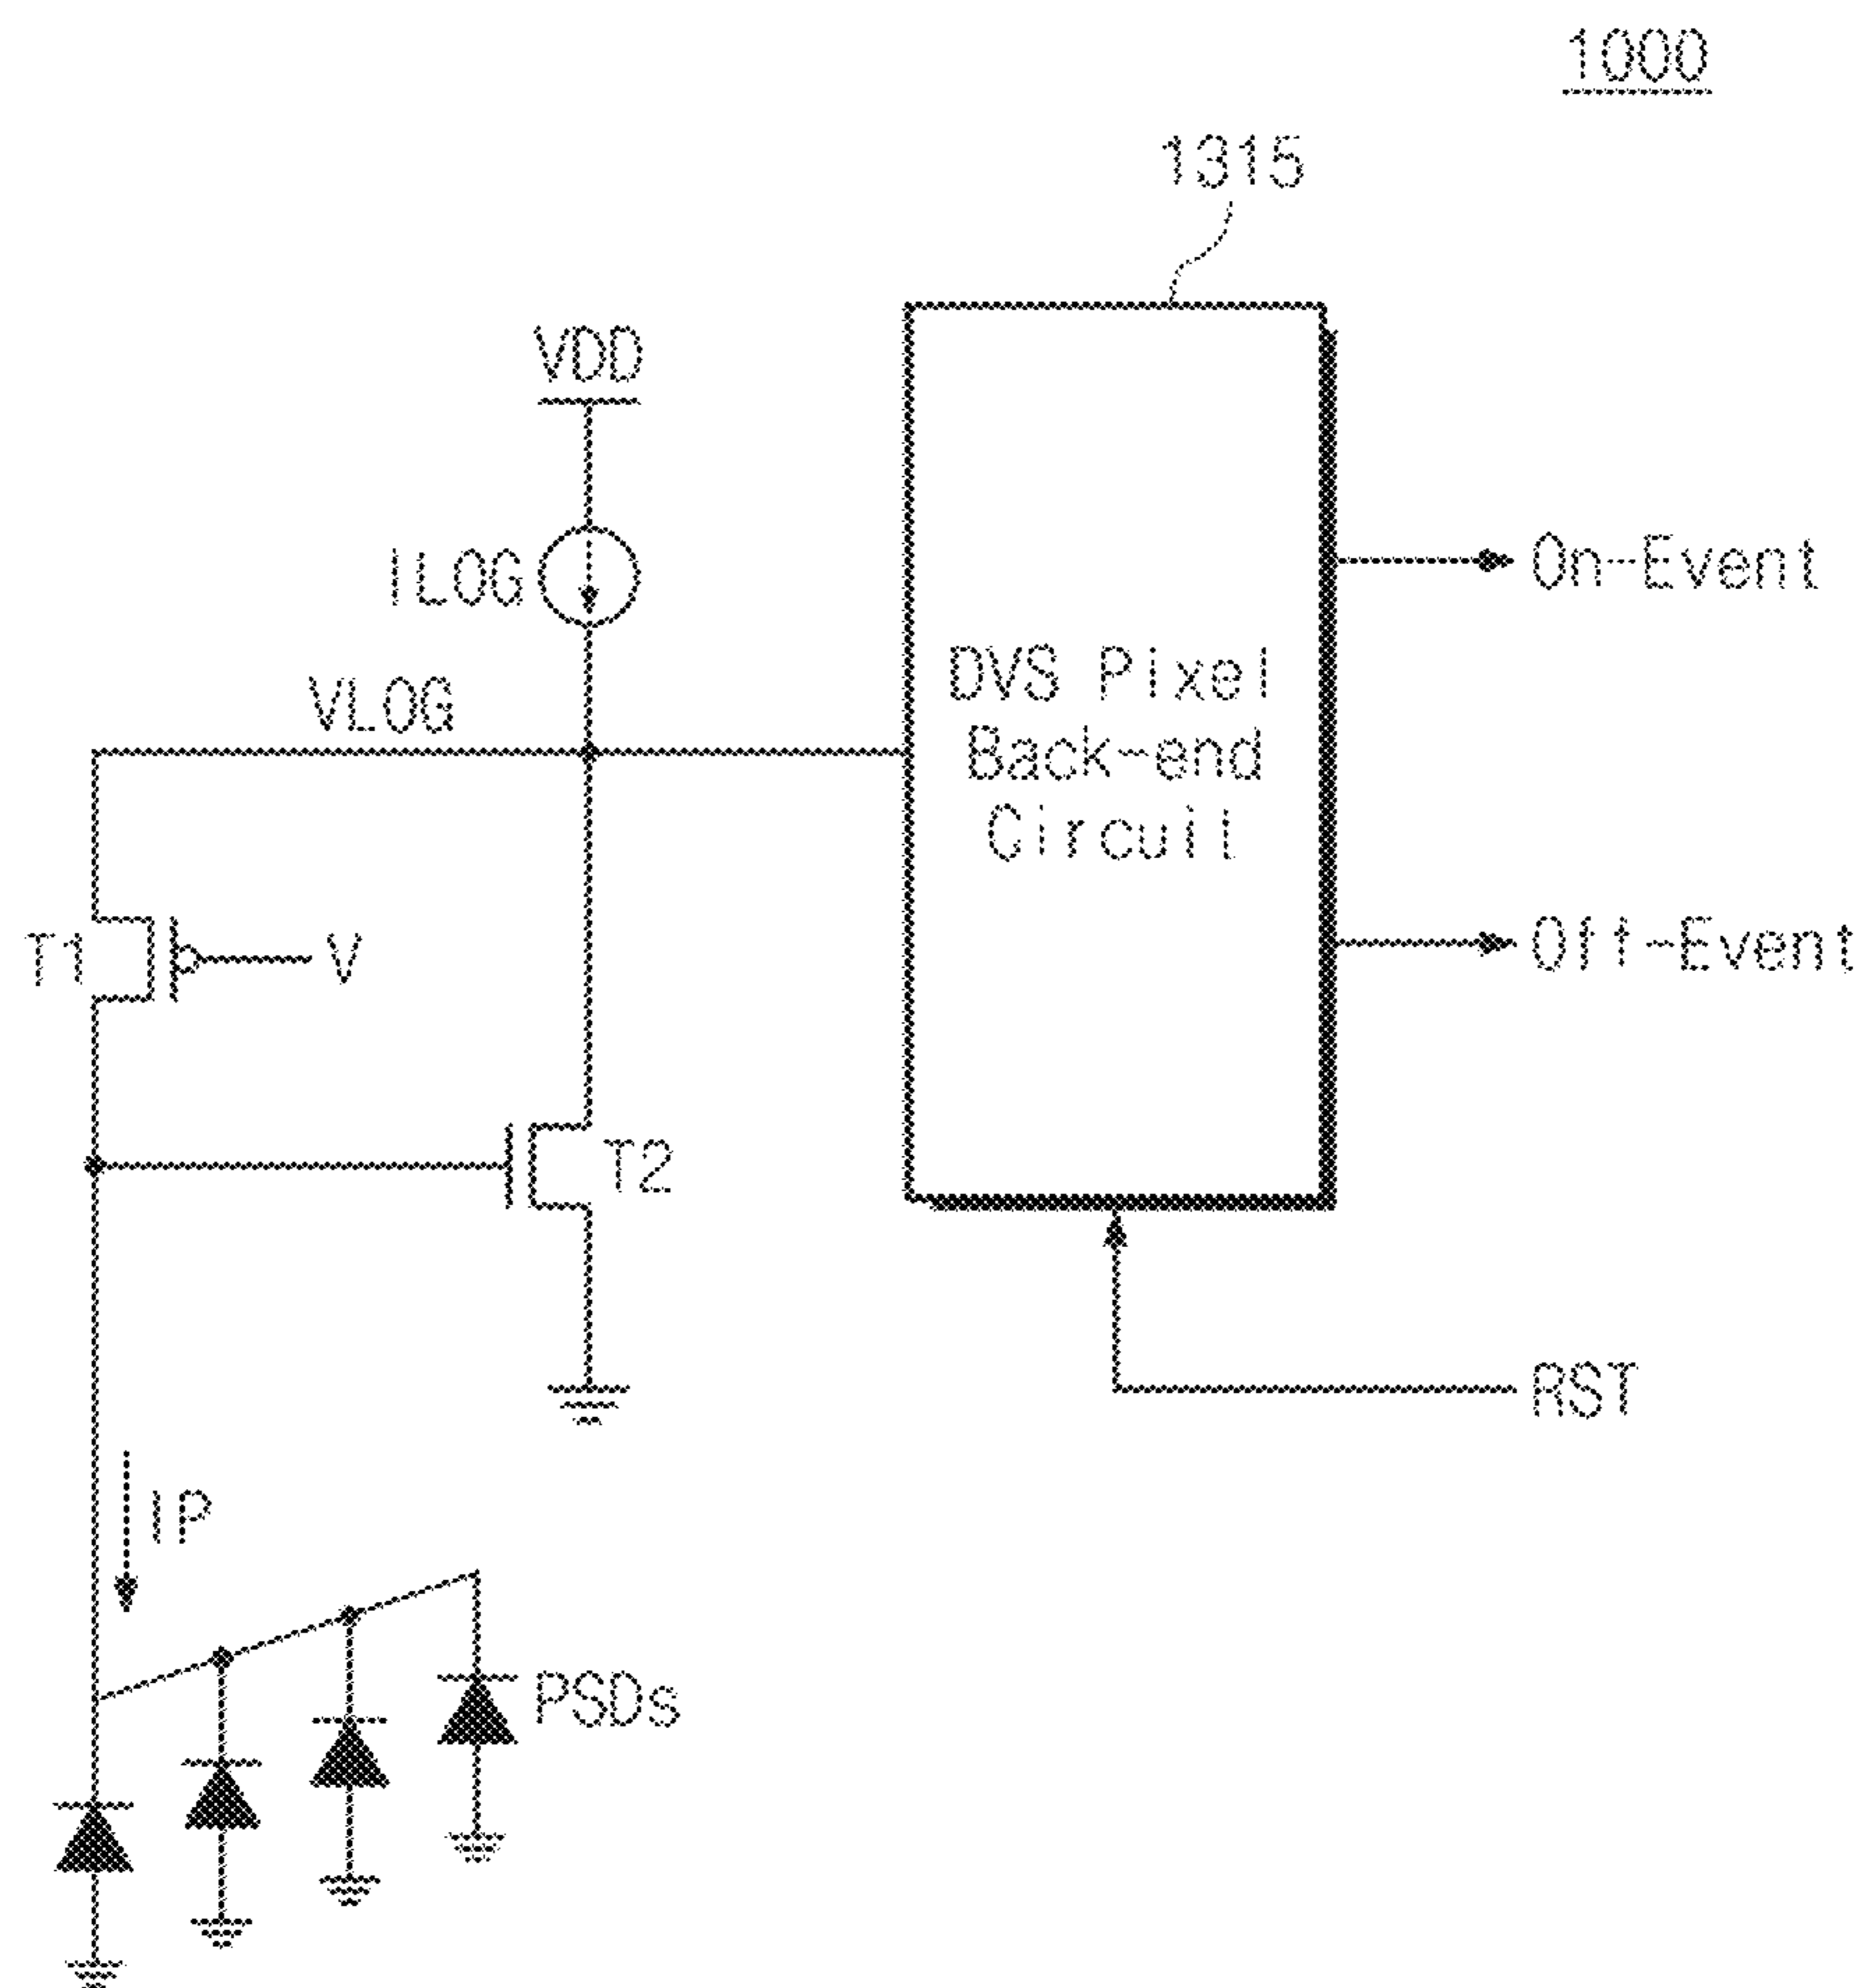 1000
1315
VDD
ILOG
VLOG
DVS Pixel
Back-end
Circuit
On-Event
T1
V
Off-Event
T2
RST
IP
PSDs